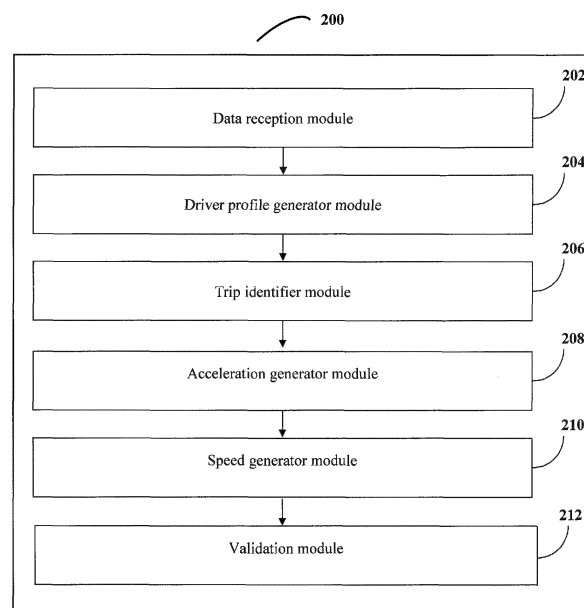 200
202
Data reception module
204
Driver profile generator module
206
Trip identifier module
208
Acceleration generator module
210
Speed generator module
212
Validation module